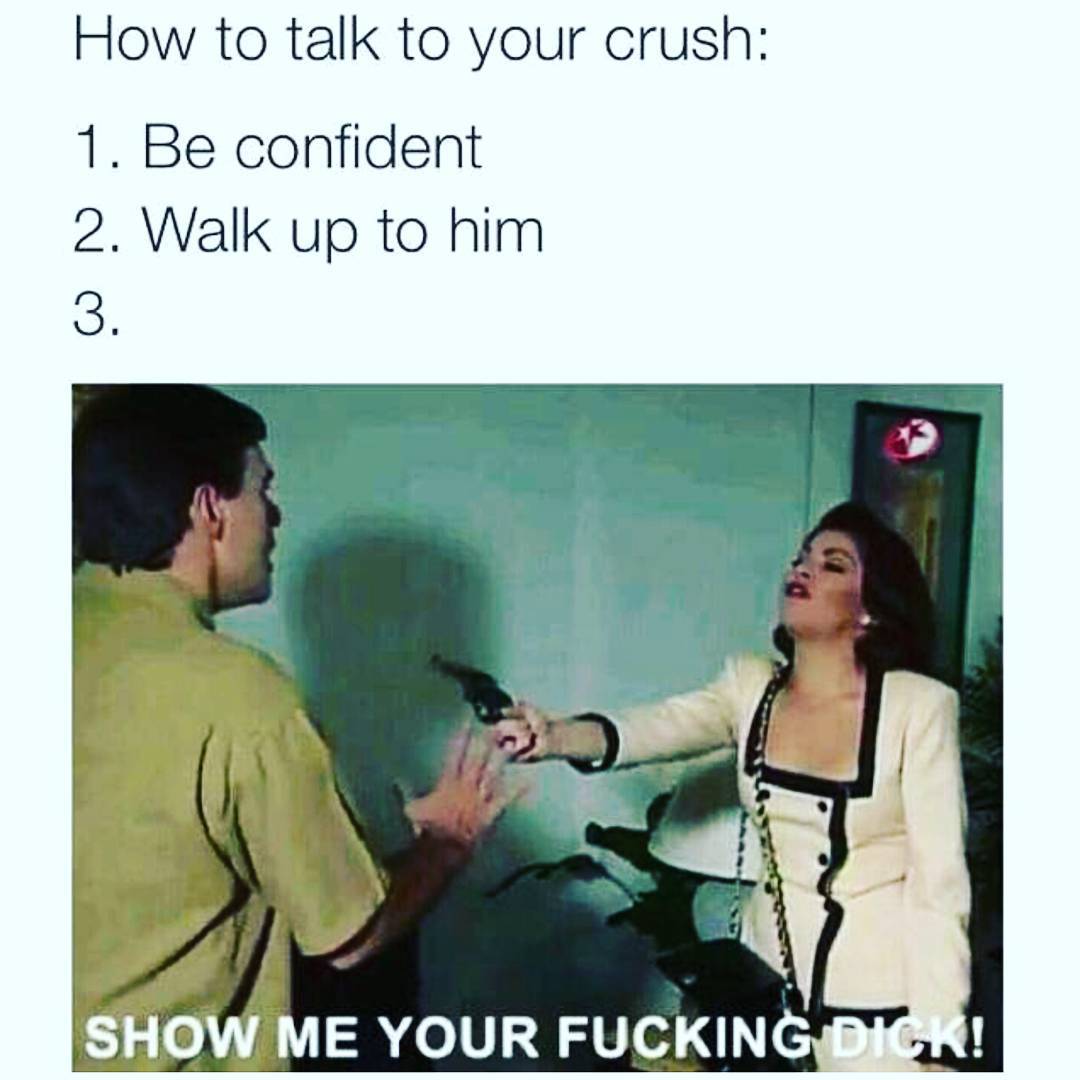 How to talk to your crush:
1. Be confident
2. Walk up to him
3.
SHOW ME YOUR FUCKING DICK!